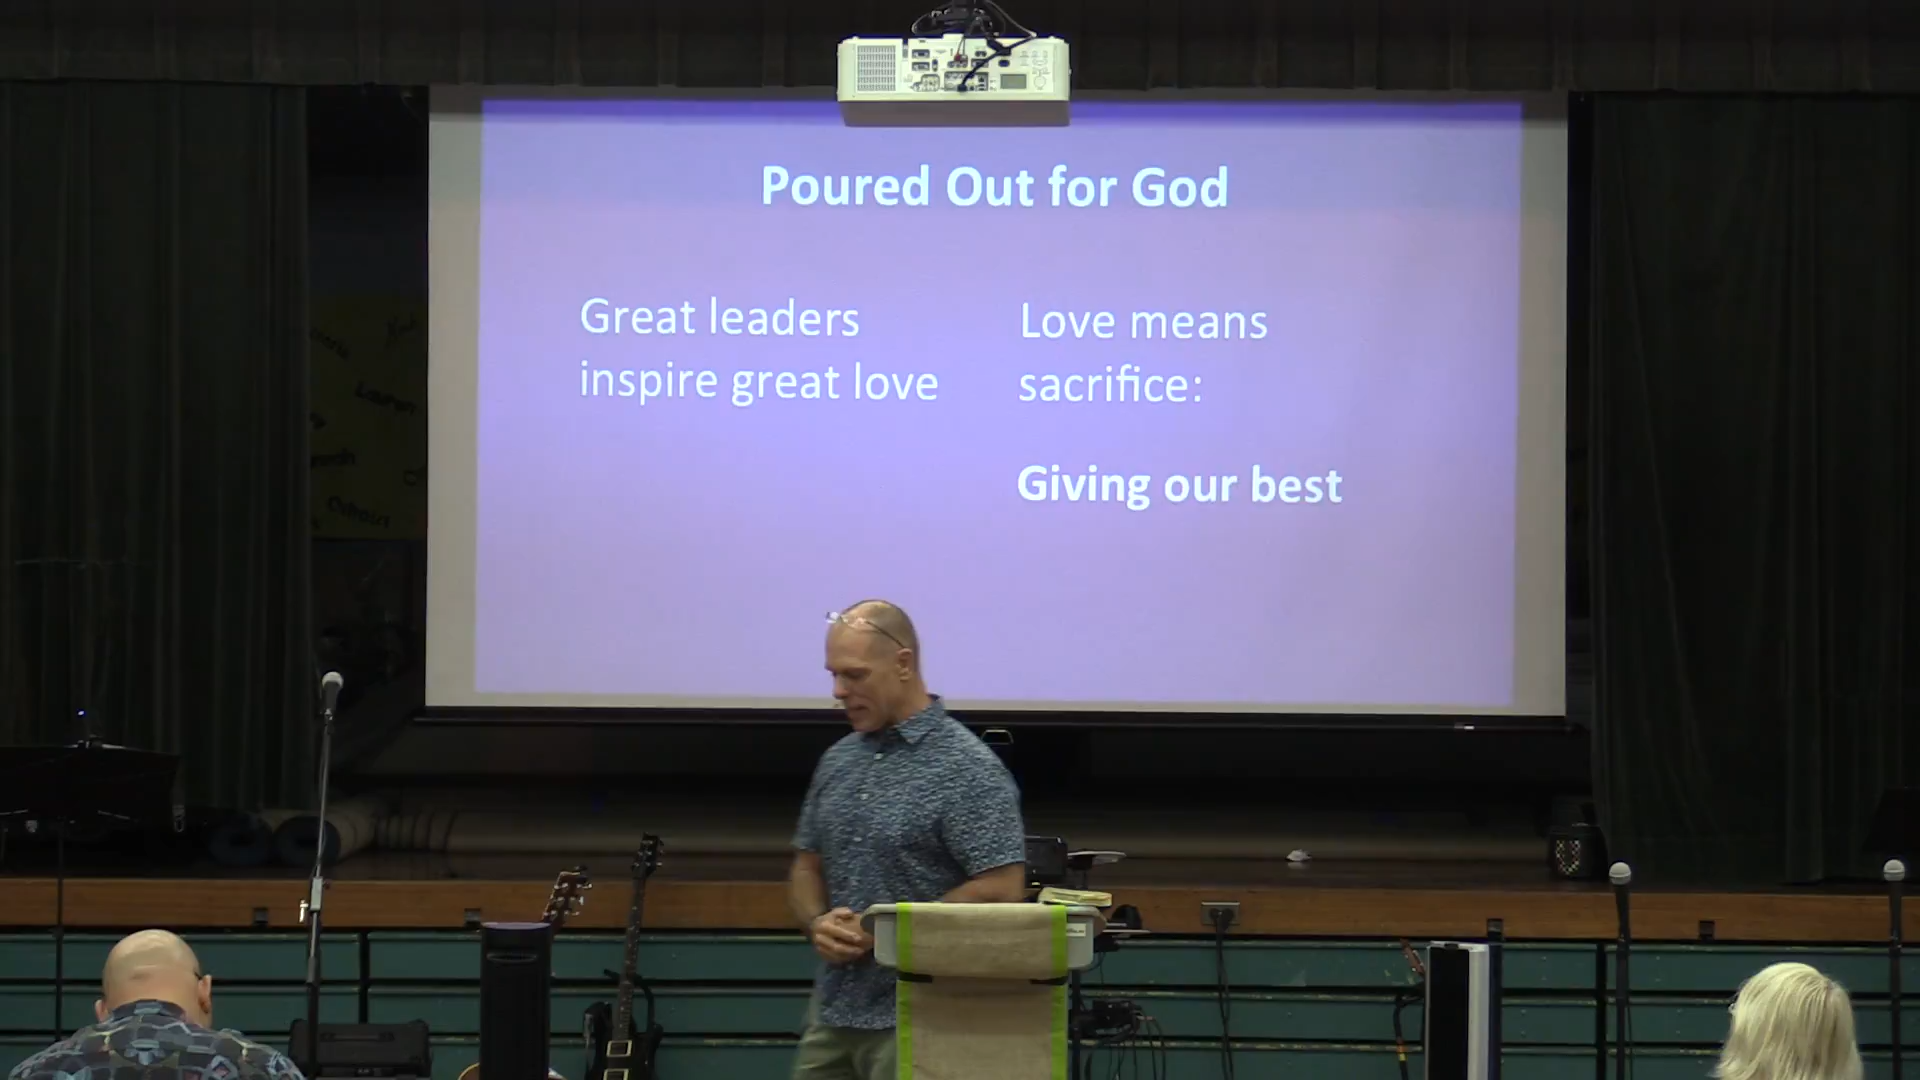 Poured Out for God
Great leaders
inspire great love
Love means
sacrifice:
Giving our best